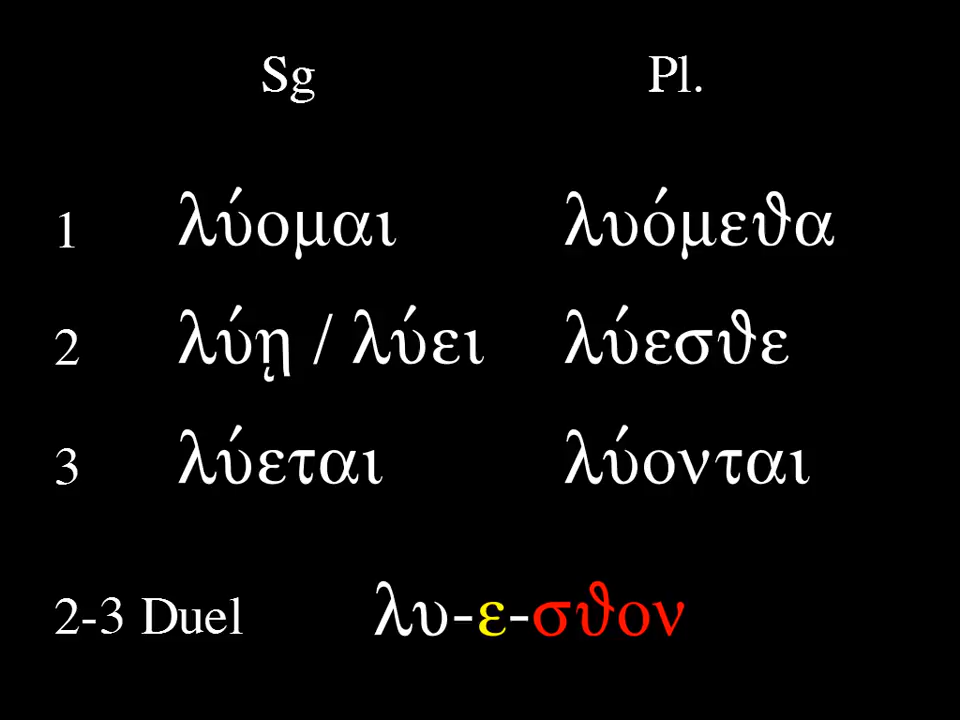 Sg Pl.
1 λύομαι λυόμεϑα
2 λύῃ / λύει λύεσϑε
3 λύεται λύονται
2-3 Duel λυ-ε-σϑον